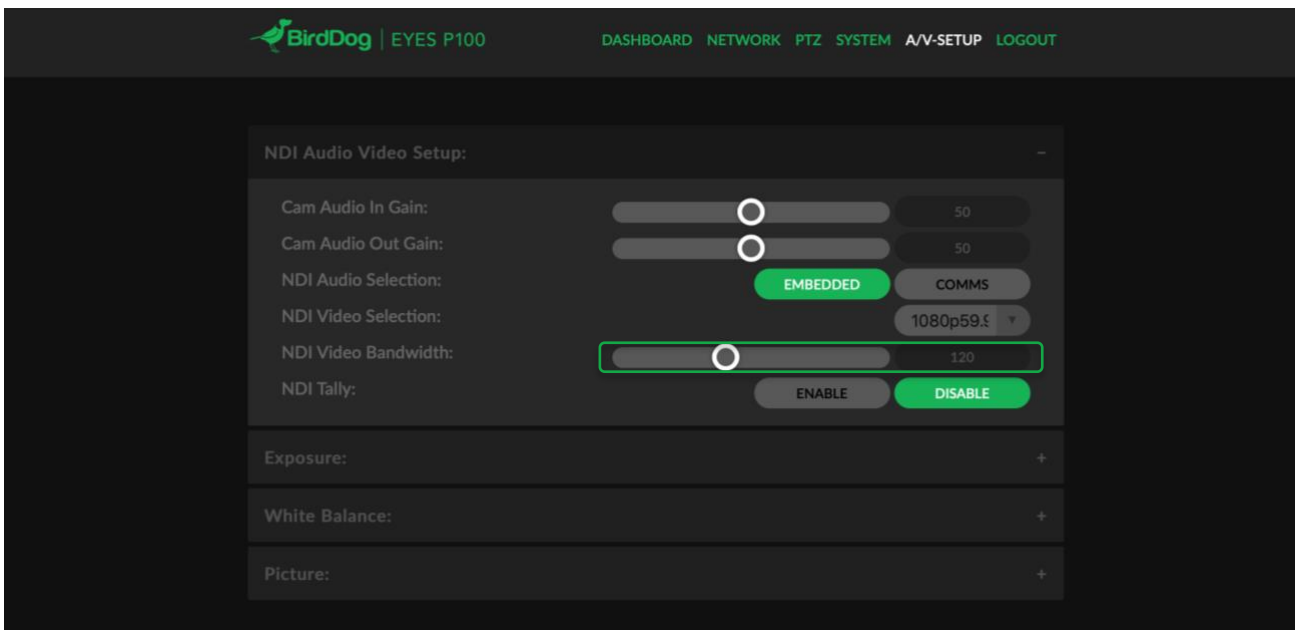 BirdDog | EYES P100
DASHBOARD NETWORK PTZ SYSTEM A/V-SETUP LOGOUT
NDI Audio Video Setup: –
Cam Audio In Gain: 50
Cam Audio Out Gain: 50
NDI Audio Selection: EMBEDDED COMMS
NDI Video Selection: 1080p59.9
NDI Video Bandwidth: 120
NDI Tally: ENABLE DISABLE
Exposure: +
White Balance: +
Picture: +